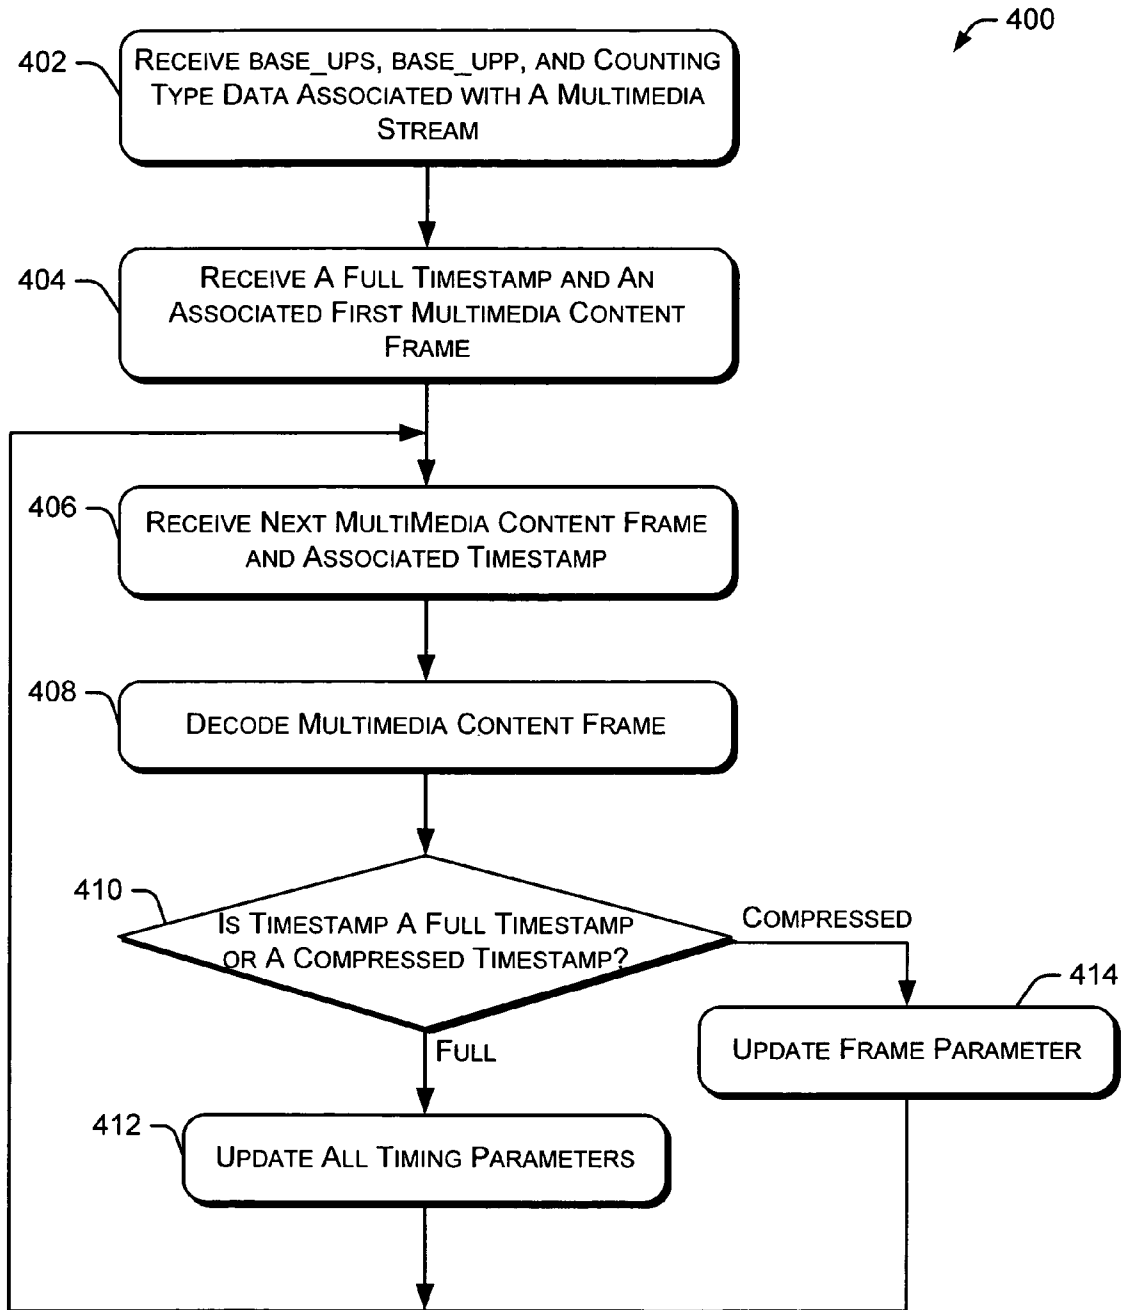 400
402
RECEIVE BASE_UPS, BASE_UPP, AND COUNTING
TYPE DATA ASSOCIATED WITH A MULTIMEDIA
STREAM
404
RECEIVE A FULL TIMESTAMP AND AN
ASSOCIATED FIRST MULTIMEDIA CONTENT
FRAME
406
RECEIVE NEXT MULTIMEDIA CONTENT FRAME
AND ASSOCIATED TIMESTAMP
408
DECODE MULTIMEDIA CONTENT FRAME
410
IS TIMESTAMP A FULL TIMESTAMP
OR A COMPRESSED TIMESTAMP?
COMPRESSED
414
UPDATE FRAME PARAMETER
FULL
412
UPDATE ALL TIMING PARAMETERS